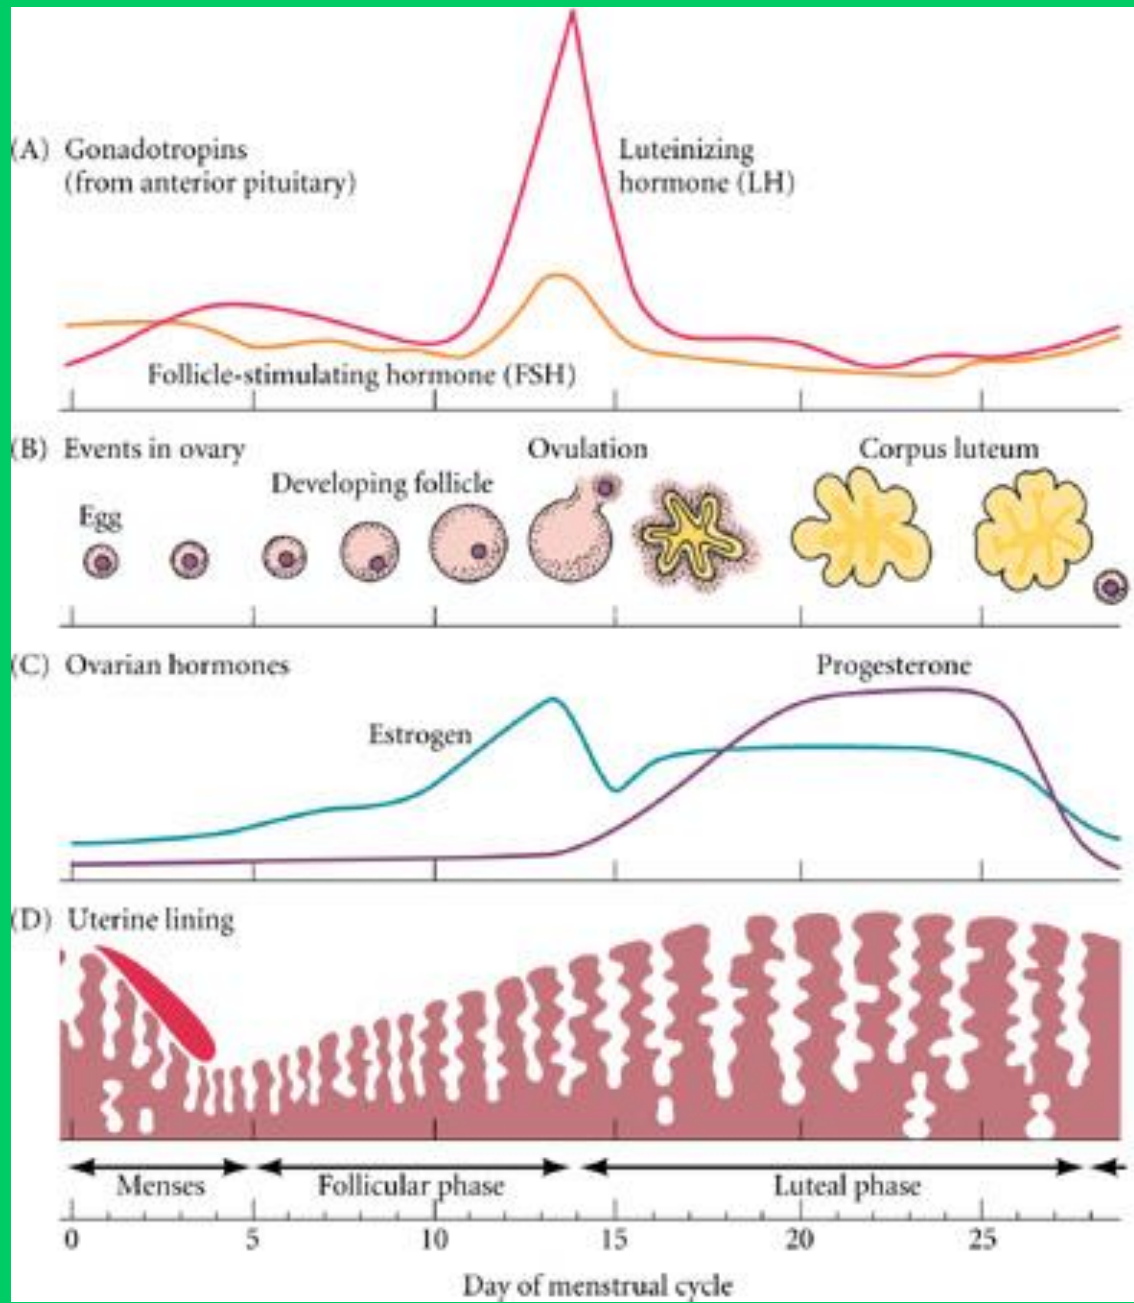 (A) Gonadotropins
(from anterior pituitary)
Luteinizing
hormone (LH)
Follicle-stimulating hormone (FSH)
(B) Events in ovary
Ovulation
Corpus luteum
Developing follicle
Egg
(C) Ovarian hormones
Progesterone
Estrogen
(D) Uterine lining
Menses
Follicular phase
Luteal phase
0 5 10 15 20 25
Day of menstrual cycle